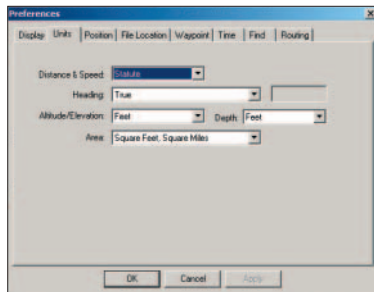 Preferences
Display Units Position File Location Waypoint Time Find Routing
Distance & Speed: Statute
Heading: True
Altitude/Elevation: Feet Depth: Feet
Area: Square Feet, Square Miles
OK Cancel Apply